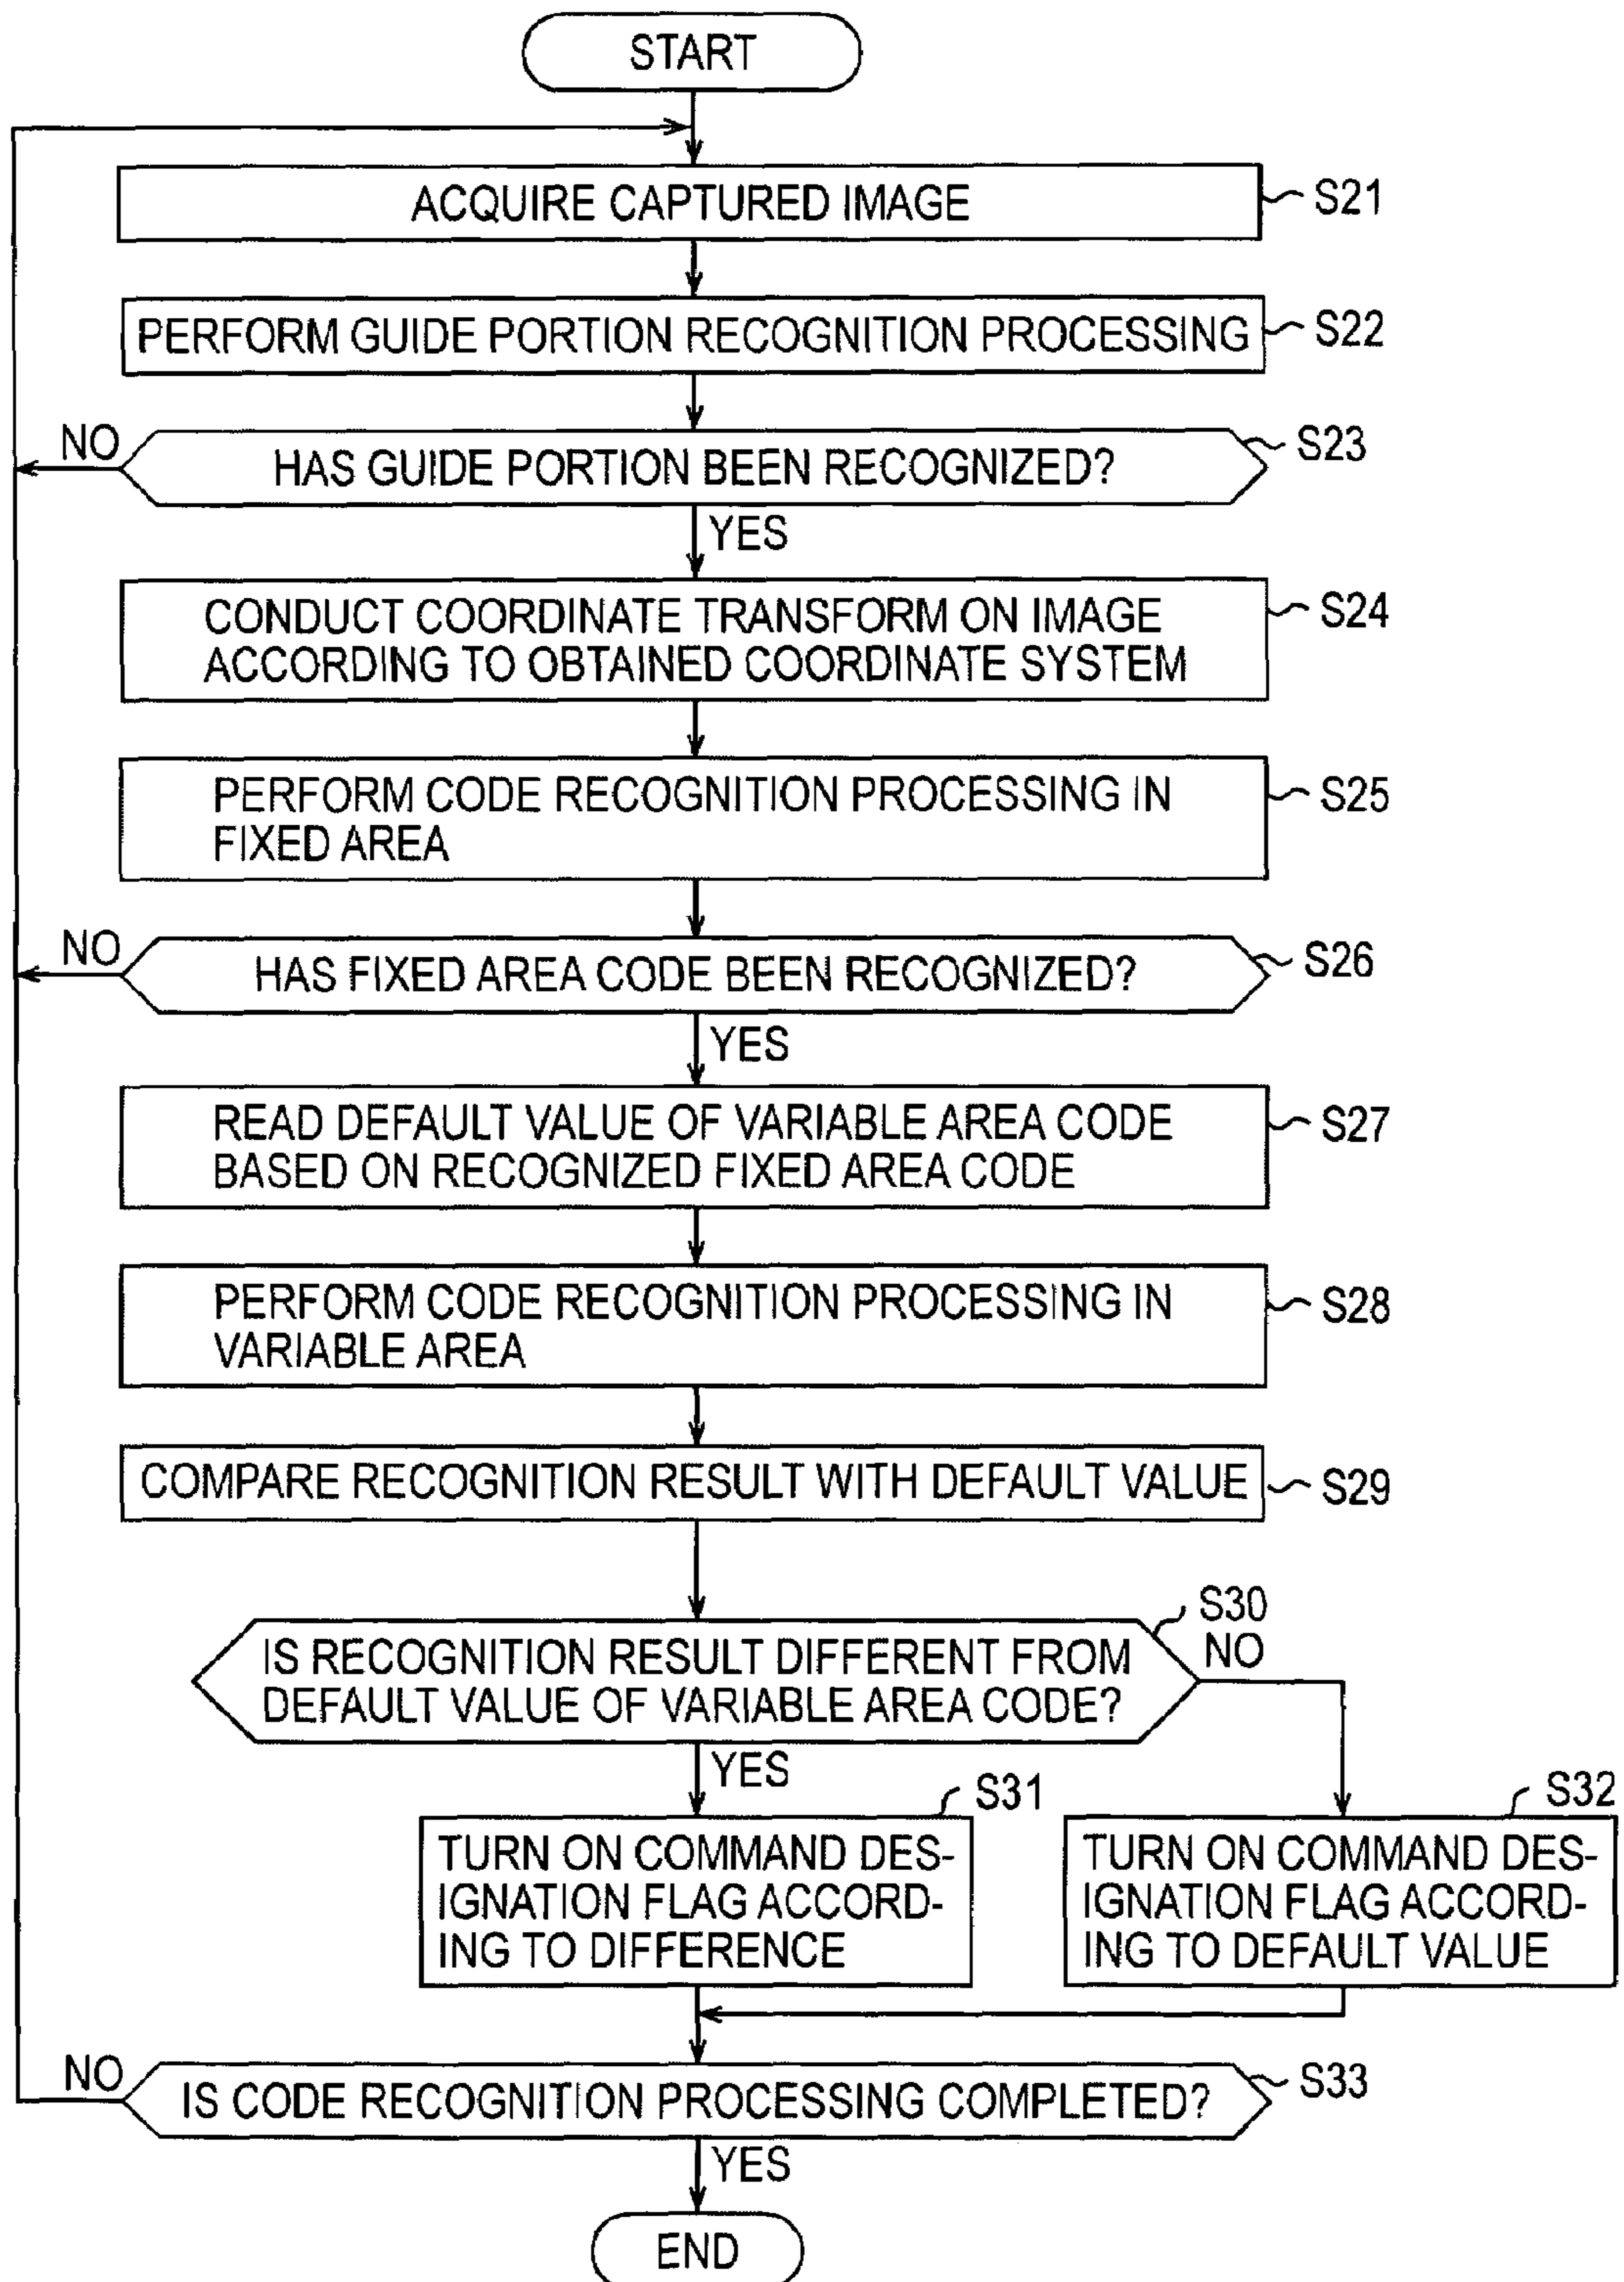 START
ACQUIRE CAPTURED IMAGE
S21
PERFORM GUIDE PORTION RECOGNITION PROCESSING
S22
NO
HAS GUIDE PORTION BEEN RECOGNIZED?
S23
YES
CONDUCT COORDINATE TRANSFORM ON IMAGE
ACCORDING TO OBTAINED COORDINATE SYSTEM
S24
PERFORM CODE RECOGNITION PROCESSING IN
FIXED AREA
S25
NO
HAS FIXED AREA CODE BEEN RECOGNIZED?
S26
YES
READ DEFAULT VALUE OF VARIABLE AREA CODE
BASED ON RECOGNIZED FIXED AREA CODE
S27
PERFORM CODE RECOGNITION PROCESSING IN
VARIABLE AREA
S28
COMPARE RECOGNITION RESULT WITH DEFAULT VALUE
S29
S30
IS RECOGNITION RESULT DIFFERENT FROM
DEFAULT VALUE OF VARIABLE AREA CODE?
NO
YES
S31
TURN ON COMMAND DES-
IGNATION FLAG ACCORD-
ING TO DIFFERENCE
S32
TURN ON COMMAND DES-
IGNATION FLAG ACCORD-
ING TO DEFAULT VALUE
NO
IS CODE RECOGNITION PROCESSING COMPLETED?
S33
YES
END